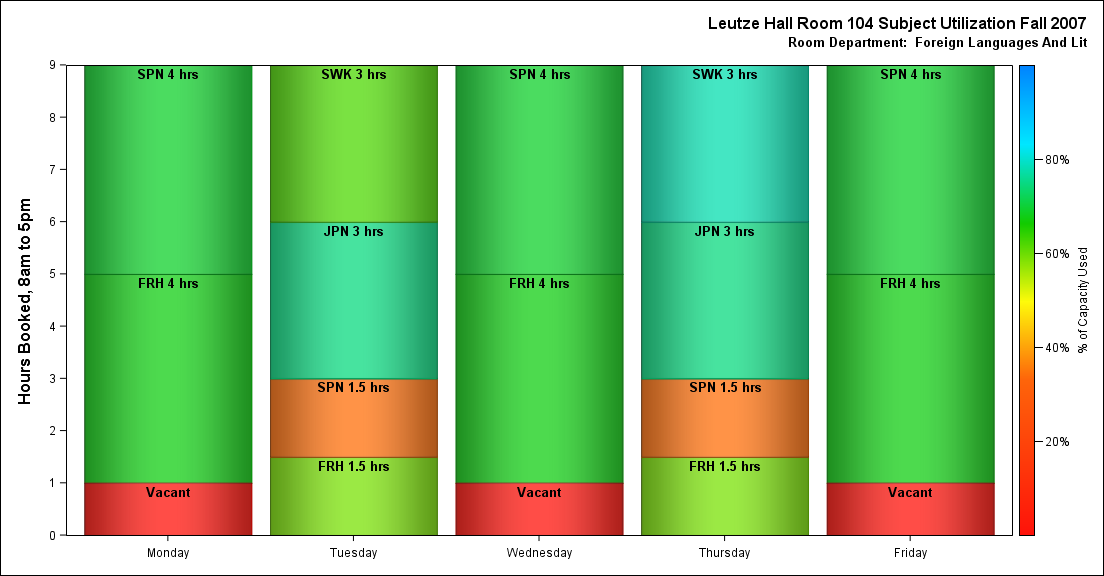 Leutze Hall Room 104 Subject Utilization Fall 2007
Room Department:  Foreign Languages And Lit
Hours Booked, 8am to 5pm
9
8
7
6
5
4
3
2
1
0
SPN 4 hrs
FRH 4 hrs
Vacant
SWK 3 hrs
JPN 3 hrs
SPN 1.5 hrs
FRH 1.5 hrs
SPN 4 hrs
FRH 4 hrs
Vacant
SWK 3 hrs
JPN 3 hrs
SPN 1.5 hrs
FRH 1.5 hrs
SPN 4 hrs
FRH 4 hrs
Vacant
Monday
Tuesday
Wednesday
Thursday
Friday
80%
60%
40%
20%
% of Capacity Used